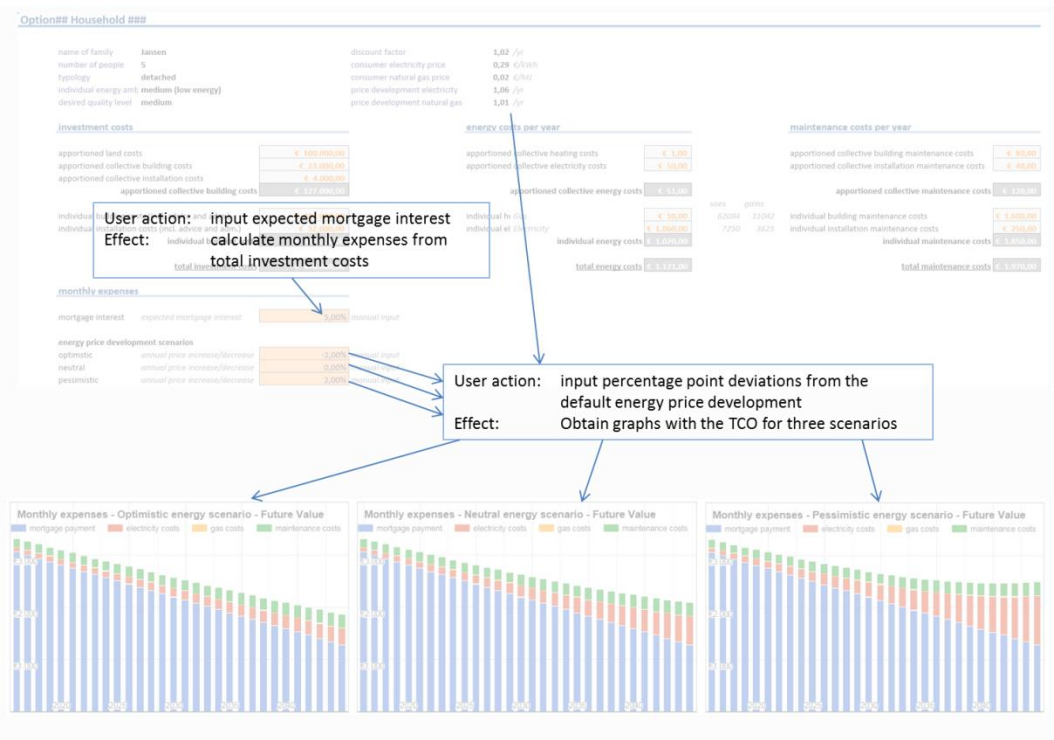 Option## Household ###
name of family Jansen discount factor 1,02 /yr
number of people 5 consumer electricity price 0,29 €/kWh
typology detached consumer natural gas price 0,02 €/MJ
individual energy amb medium (low energy) price development electricity 1,06 /yr
desired quality level medium price development natural gas 1,01 /yr
investment costs energy costs per year maintenance costs per year
apportioned land costs € 100.000,00 apportioned collective heating costs € 1,00 apportioned collective building maintenance costs € 80,00
apportioned collective building costs € 23.000,00 apportioned collective electricity costs € 50,00 apportioned collective installation maintenance costs € 40,00
apportioned collective installation costs € 4.000,00
apportioned collective building costs € 127.000,00 apportioned collective energy costs € 51,00 apportioned collective maintenance costs € 120,00
uses gains
individual Gas € 10,00 62084 31042 individual building maintenance costs € 1.600,00
individual installation costs (incl. advice and adm.) Electricity € 1.060,00 7250 3625 individual installation maintenance costs € 250,00
individual individual energy costs € 1.070,00 individual maintenance costs € 1.850,00
total total energy costs € 1.121,00 total maintenance costs € 1.970,00
User action: input expected mortgage interest
Effect: calculate monthly expenses from
total investment costs
monthly expenses
mortgage interest expected mortgage interest 5,00% manual input
energy price development scenarios
optimstic annual price increase/decrease -2,00% manual input
neutral annual price increase/decrease 0,00% manual input
pessimistic annual price increase/decrease 2,00% manual input
User action: input percentage point deviations from the
default energy price development
Effect: Obtain graphs with the TCO for three scenarios
Monthly expenses - Optimistic energy scenario - Future Value
mortgage payment electricity costs gas costs maintenance costs
Monthly expenses - Neutral energy scenario - Future Value
mortgage payment electricity costs gas costs maintenance costs
Monthly expenses - Pessimistic energy scenario - Future Value
mortgage payment electricity costs gas costs maintenance costs